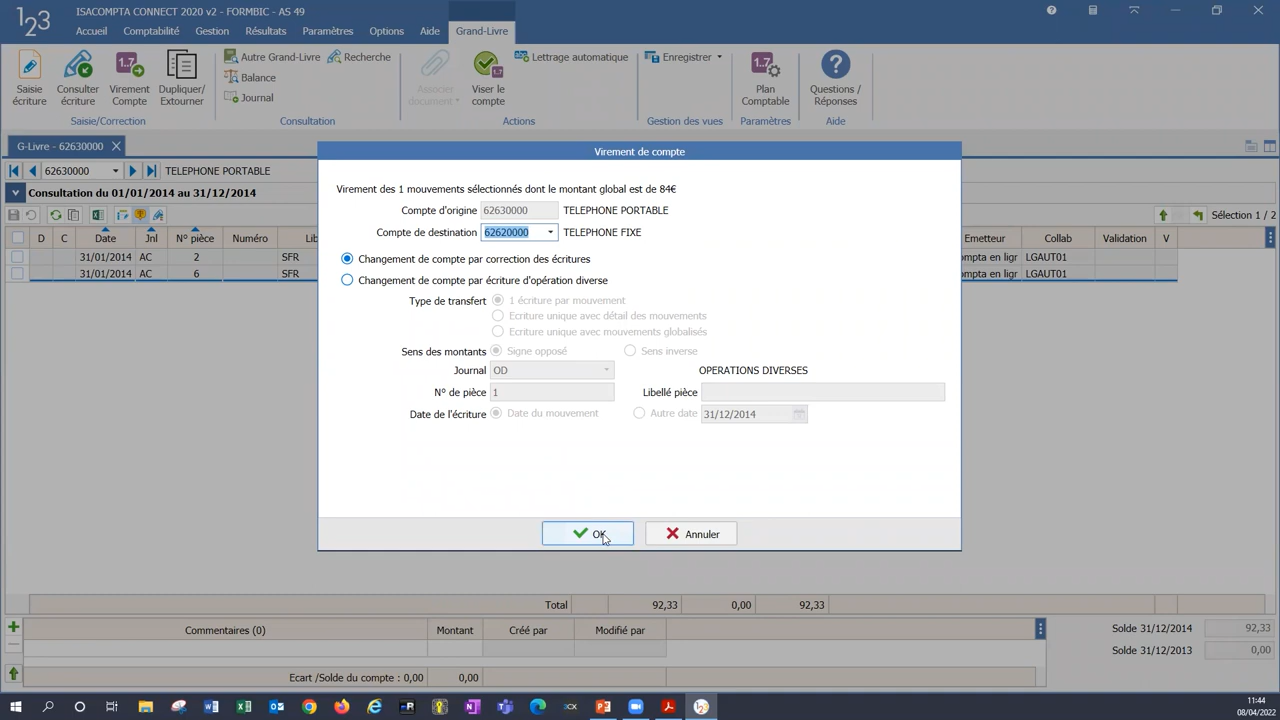 123
ISACOMPTA CONNECT 2020 v2 - FORMBIC - AS 49
Accueil Comptabilité Gestion Résultats Paramètres Options Aide Grand-Livre
Saisie écriture
Consulter écriture
Virement Compte
Dupliquer/ Extourner
Autre Grand-Livre Recherche
Balance
Journal
Associer document
Viser le compte
Lettrage automatique
Enregistrer
Plan Comptable
Questions / Réponses
Saisie/Correction Consultation Actions Gestion des vues Paramètres Aide
G-Livre - 62630000
62630000 TELEPHONE PORTABLE
Consultation du 01/01/2014 au 31/12/2014
Sélection 1 / 2
D C Date Jnl N° pièce Numéro Emetteur Collab Validation V
31/01/2014 AC 2 SFR compta en ligr LGAUT01
31/01/2014 AC 6 SFR compta en ligr LGAUT01
Virement de compte
Virement des 1 mouvements sélectionnés dont le montant global est de 84€
Compte d'origine 62630000 TELEPHONE PORTABLE
Compte de destination 62620000 TELEPHONE FIXE
Changement de compte par correction des écritures
Changement de compte par écriture d'opération diverse
Type de transfert 1 écriture par mouvement
Ecriture unique avec détail des mouvements
Ecriture unique avec mouvements globalisés
Sens des montants Signe opposé Sens inverse
Journal OD OPERATIONS DIVERSES
N° de pièce 1 Libellé pièce
Date de l'écriture Date du mouvement Autre date 31/12/2014
OK Annuler
Total 92,33 0,00 92,33
Commentaires (0) Montant Créé par Modifié par
Solde 31/12/2014 92,33
Solde 31/12/2013 0,00
Ecart /Solde du compte : 0,00 0,00
11:44
08/04/2022